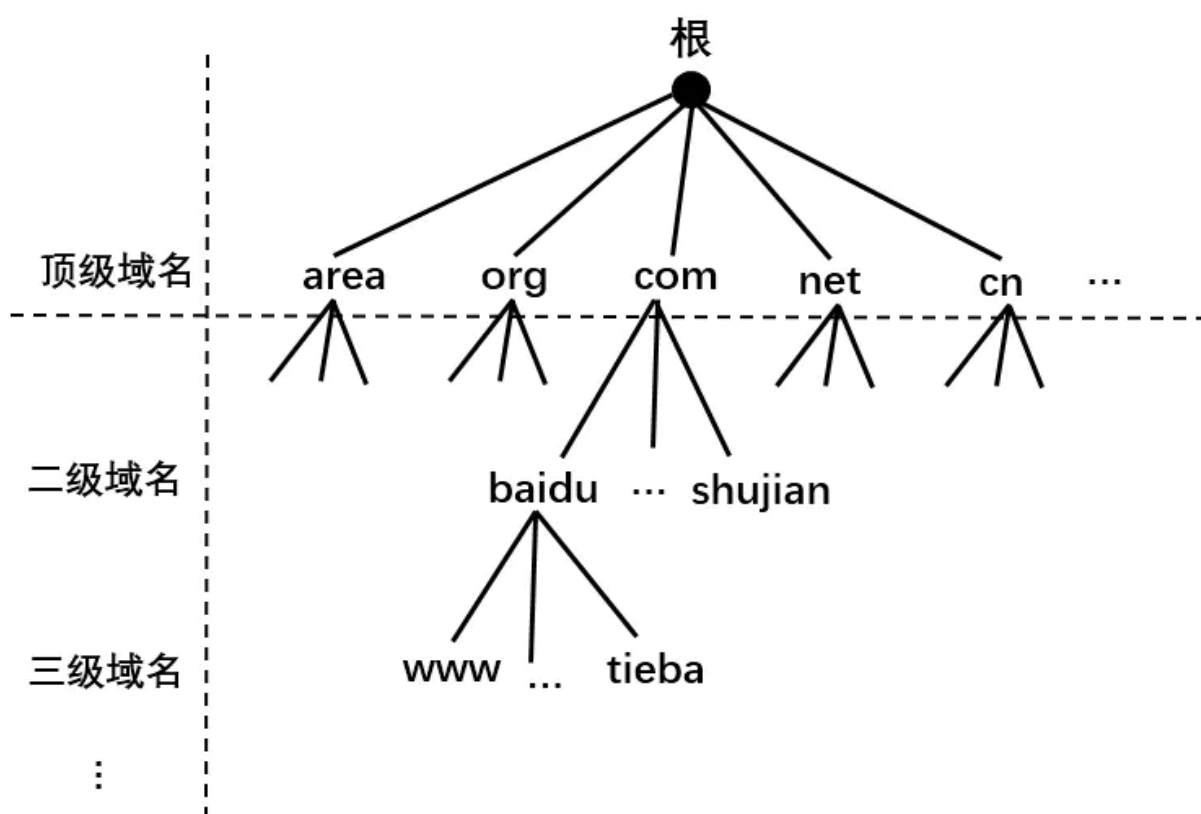 根
顶级域名 area org com net cn ...
二级域名 baidu ... shujian
三级域名 www ... tieba
⋮